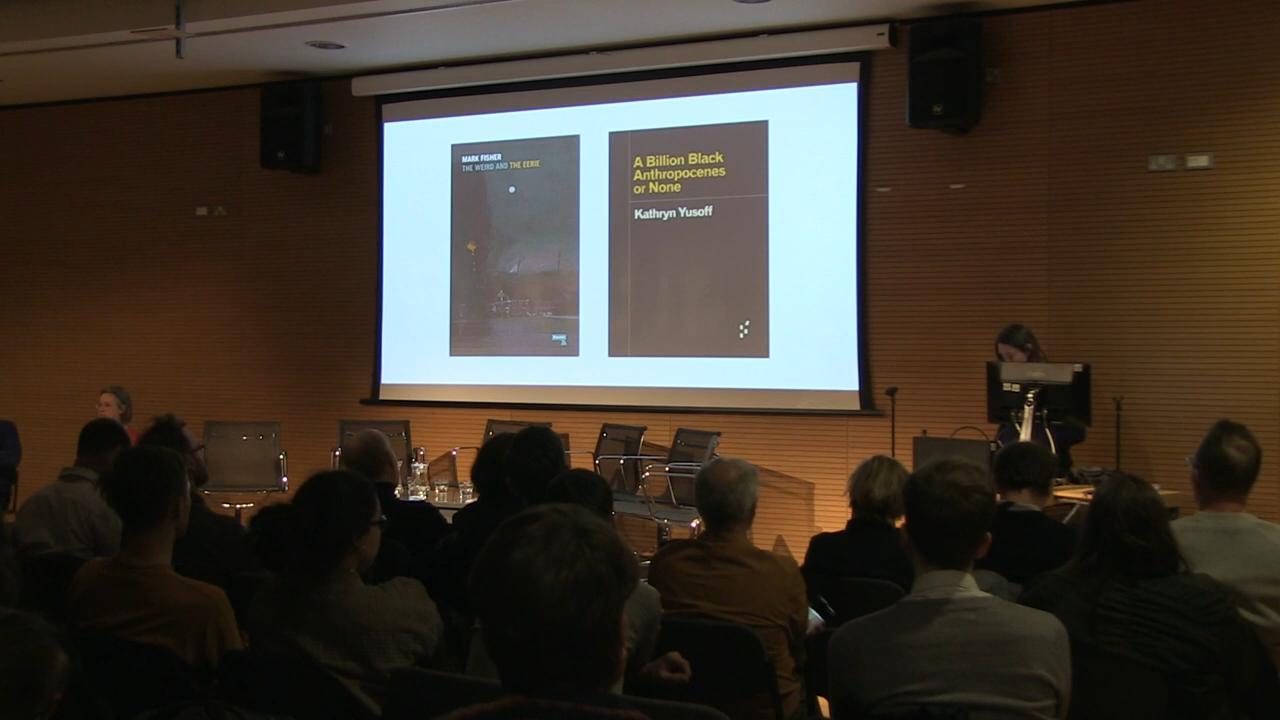 MARK FISHER
THE WEIRD AND THE EERIE
A Billion Black
Anthropocenes
or None
Kathryn Yusoff